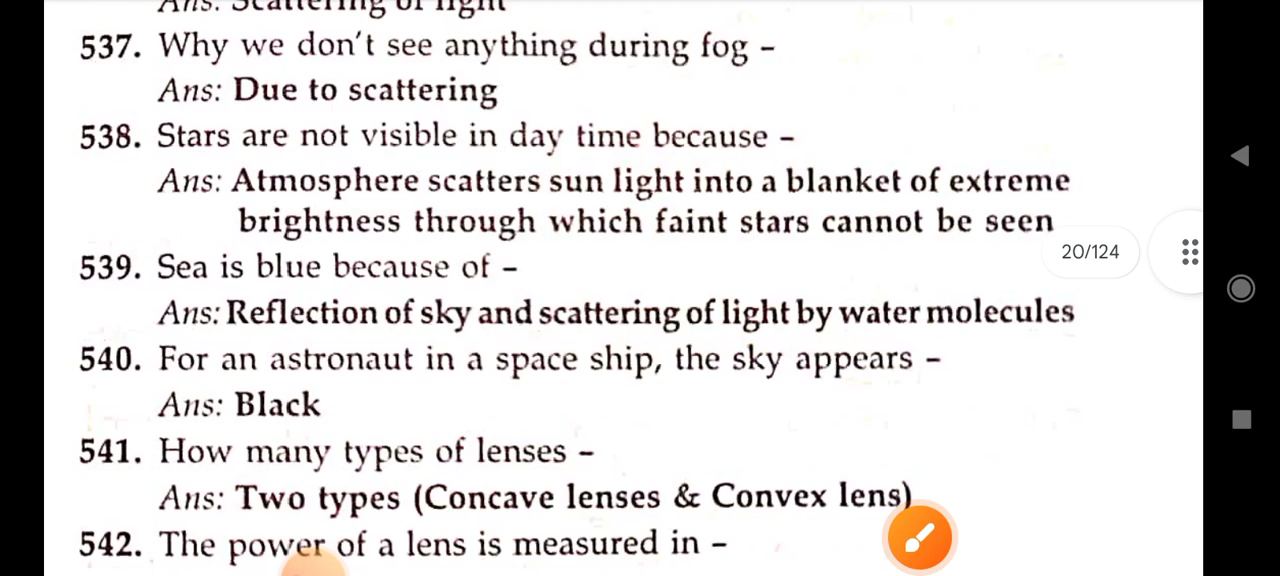 Ans: Scattering of light
537. Why we don't see anything during fog –
Ans: Due to scattering
538. Stars are not visible in day time because –
Ans: Atmosphere scatters sun light into a blanket of extreme
brightness through which faint stars cannot be seen
20/124
539. Sea is blue because of –
Ans: Reflection of sky and scattering of light by water molecules
540. For an astronaut in a space ship, the sky appears –
Ans: Black
541. How many types of lenses –
Ans: Two types (Concave lenses & Convex lens)
542. The power of a lens is measured in –